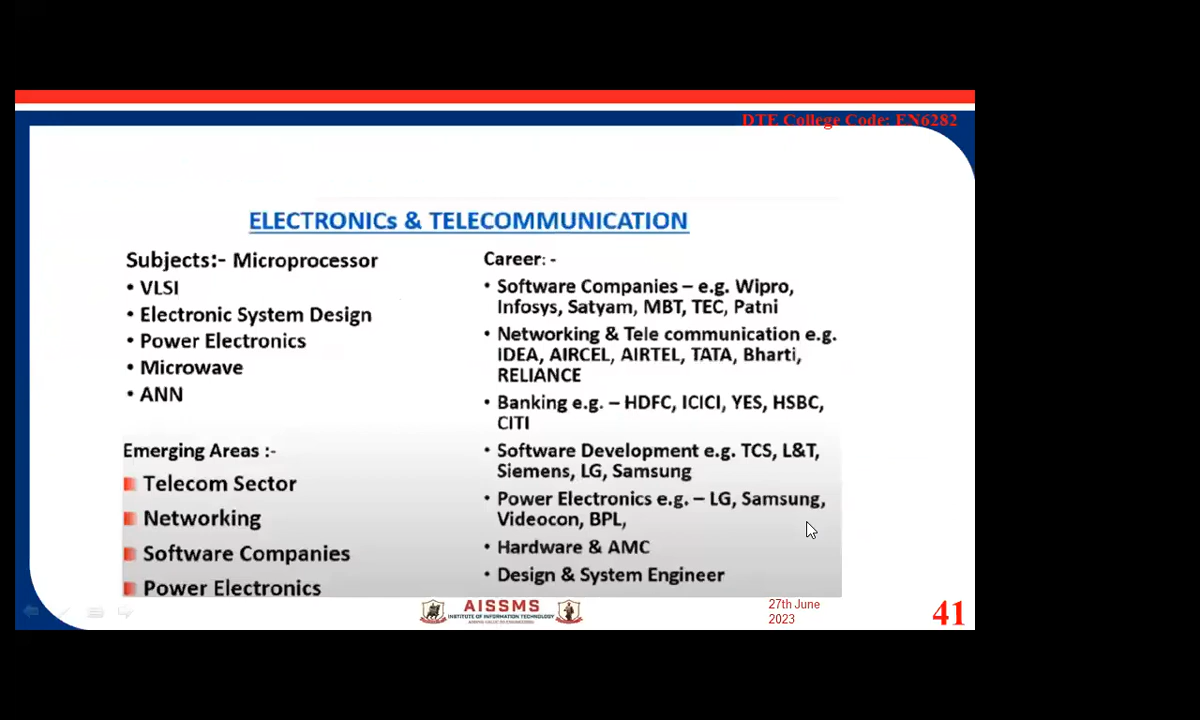 DTE College Code: EN6282
ELECTRONICs & TELECOMMUNICATION
Subjects:- Microprocessor
• VLSI
• Electronic System Design
• Power Electronics
• Microwave
• ANN
Emerging Areas :-
Telecom Sector
Networking
Software Companies
Power Electronics
Career: -
• Software Companies – e.g. Wipro,
Infosys, Satyam, MBT, TEC, Patni
• Networking & Tele communication e.g.
IDEA, AIRCEL, AIRTEL, TATA, Bharti,
RELIANCE
• Banking e.g. – HDFC, ICICI, YES, HSBC,
CITI
• Software Development e.g. TCS, L&T,
Siemens, LG, Samsung
• Power Electronics e.g. – LG, Samsung,
Videocon, BPL,
• Hardware & AMC
• Design & System Engineer
AISSMS
INSTITUTE OF INFORMATION TECHNOLOGY
27th June
2023
41